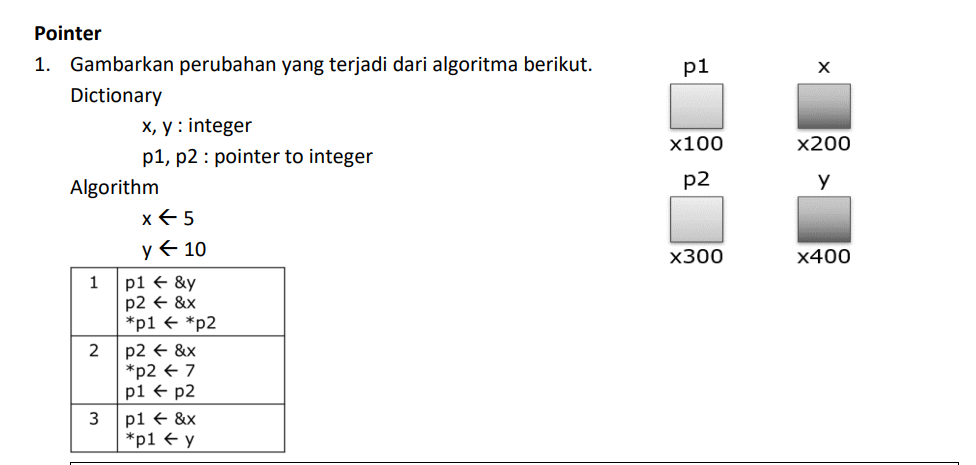 Pointer
1. Gambarkan perubahan yang terjadi dari algoritma berikut.
Dictionary
x, y : integer
p1, p2 : pointer to integer
Algorithm
x ← 5
y ← 10
1 p1 ← &y
p2 ← &x
*p1 ← *p2
2 p2 ← &x
*p2 ← 7
p1 ← p2
3 p1 ← &x
*p1 ← y
p1 x
x100 x200
p2 y
x300 x400